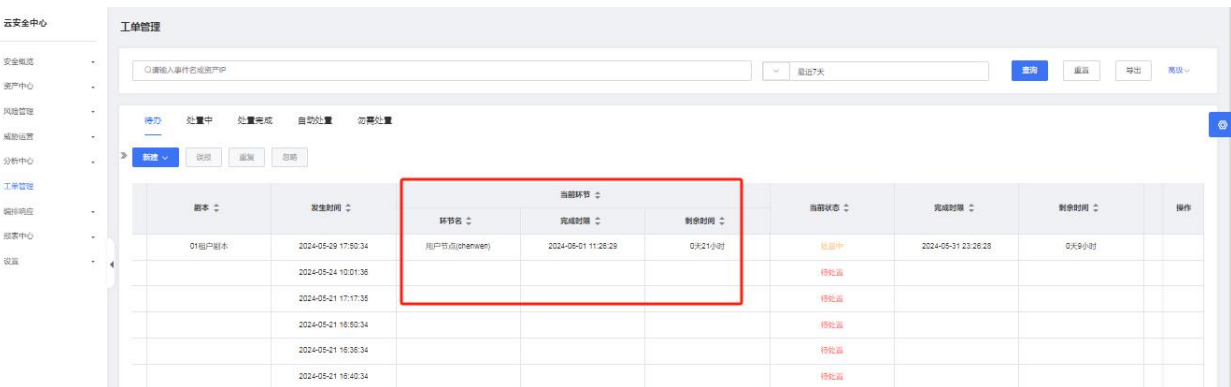 云安全中心
工单管理
安全概览
资产中心
风险管理
威胁运营
分析中心
工单管理
编排响应
报表中心
设置
请输入事件名或资产IP
最近7天
查询
重置
导出
高级
待办 处置中 处置完成 自动处置 勿需处置
新建 误报 重复 忽略
剧本 发生时间 当前环节 当前状态 完成时限 剩余时间 操作
环节名 完成时限 剩余时间
01租户剧本 2024-05-29 17:50:34 用户节点(chenwen) 2024-06-01 11:26:29 0天21小时 处置中 2024-05-31 23:26:28 0天9小时
2024-05-24 10:01:36 待处置
2024-05-21 17:17:35 待处置
2024-05-21 16:50:34 待处置
2024-05-21 16:36:34 待处置
2024-05-21 16:40:34 待处置